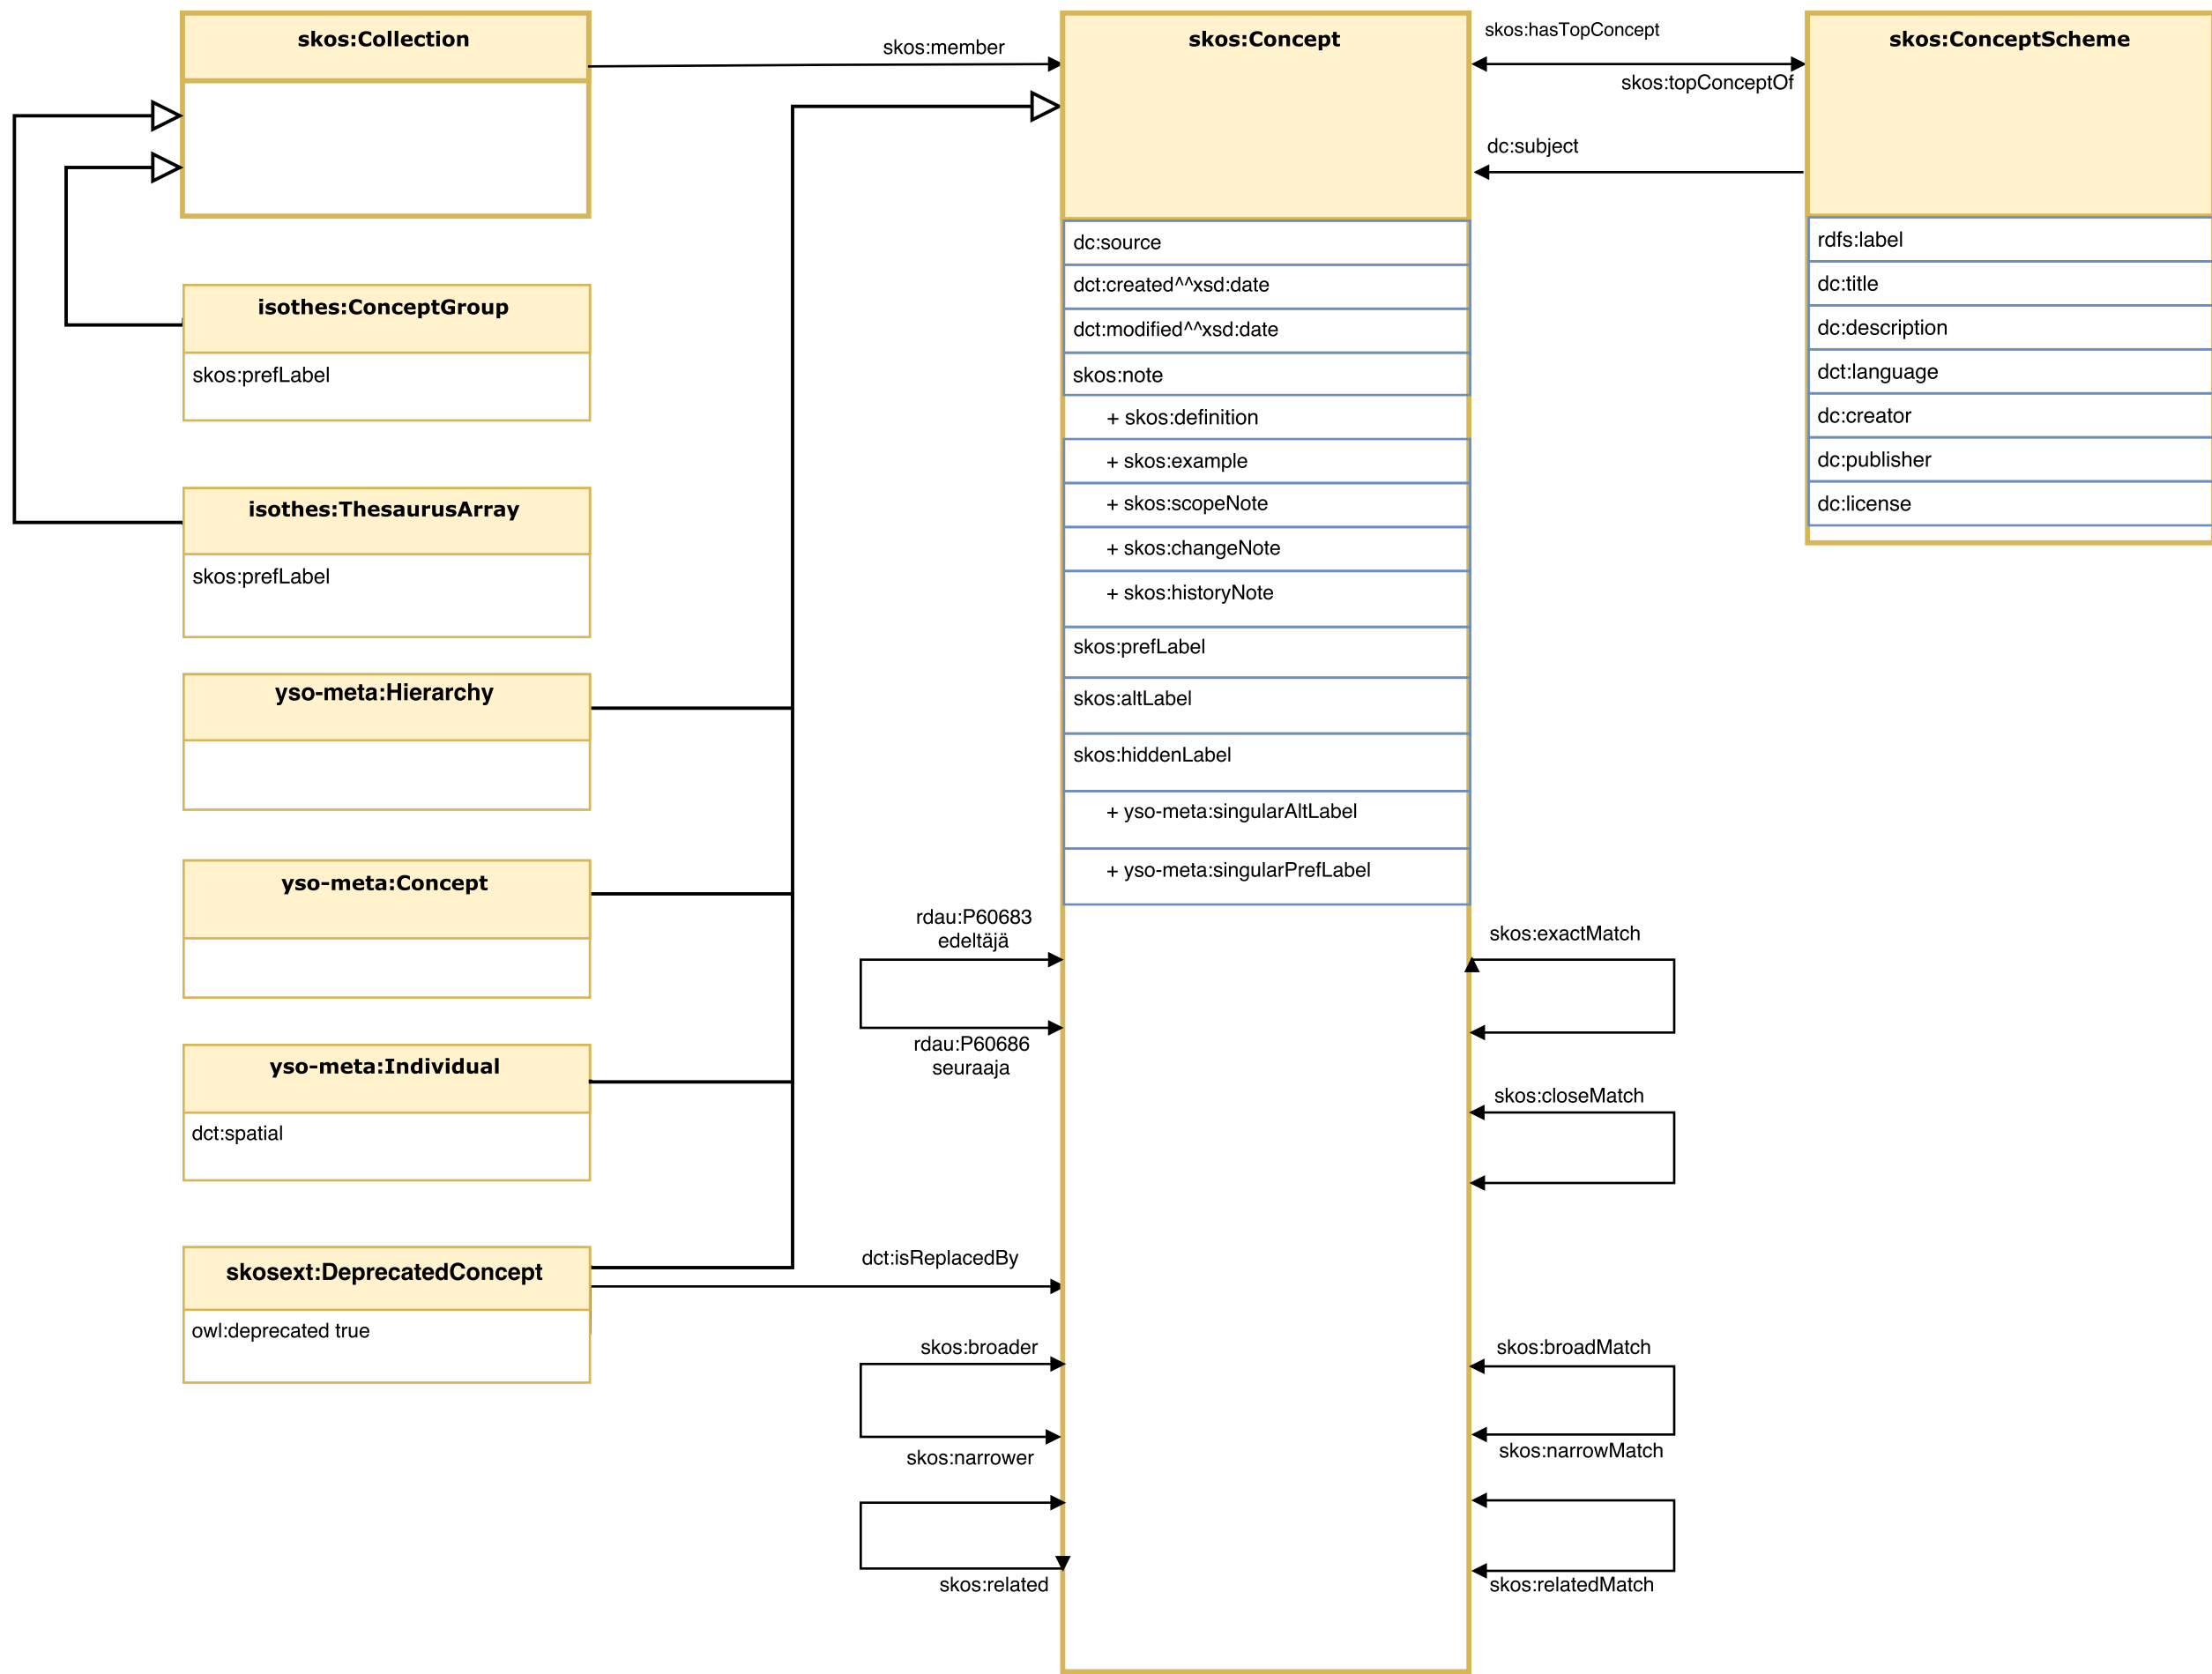 skos:Collection
skos:member
skos:Concept
skos:hasTopConcept
skos:topConceptOf
skos:ConceptScheme
dc:subject
isothes:ConceptGroup
skos:prefLabel
isothes:ThesaurusArray
skos:prefLabel
yso-meta:Hierarchy
yso-meta:Concept
yso-meta:Individual
dct:spatial
skosext:DeprecatedConcept
owl:deprecated true
dc:source
dct:created^^xsd:date
dct:modified^^xsd:date
skos:note
+ skos:definition
+ skos:example
+ skos:scopeNote
+ skos:changeNote
+ skos:historyNote
skos:prefLabel
skos:altLabel
skos:hiddenLabel
+ yso-meta:singularAltLabel
+ yso-meta:singularPrefLabel
rdfs:label
dc:title
dc:description
dct:language
dc:creator
dc:publisher
dc:license
rdau:P60683
edeltäjä
rdau:P60686
seuraaja
dct:isReplacedBy
skos:broader
skos:narrower
skos:related
skos:exactMatch
skos:closeMatch
skos:broadMatch
skos:narrowMatch
skos:relatedMatch